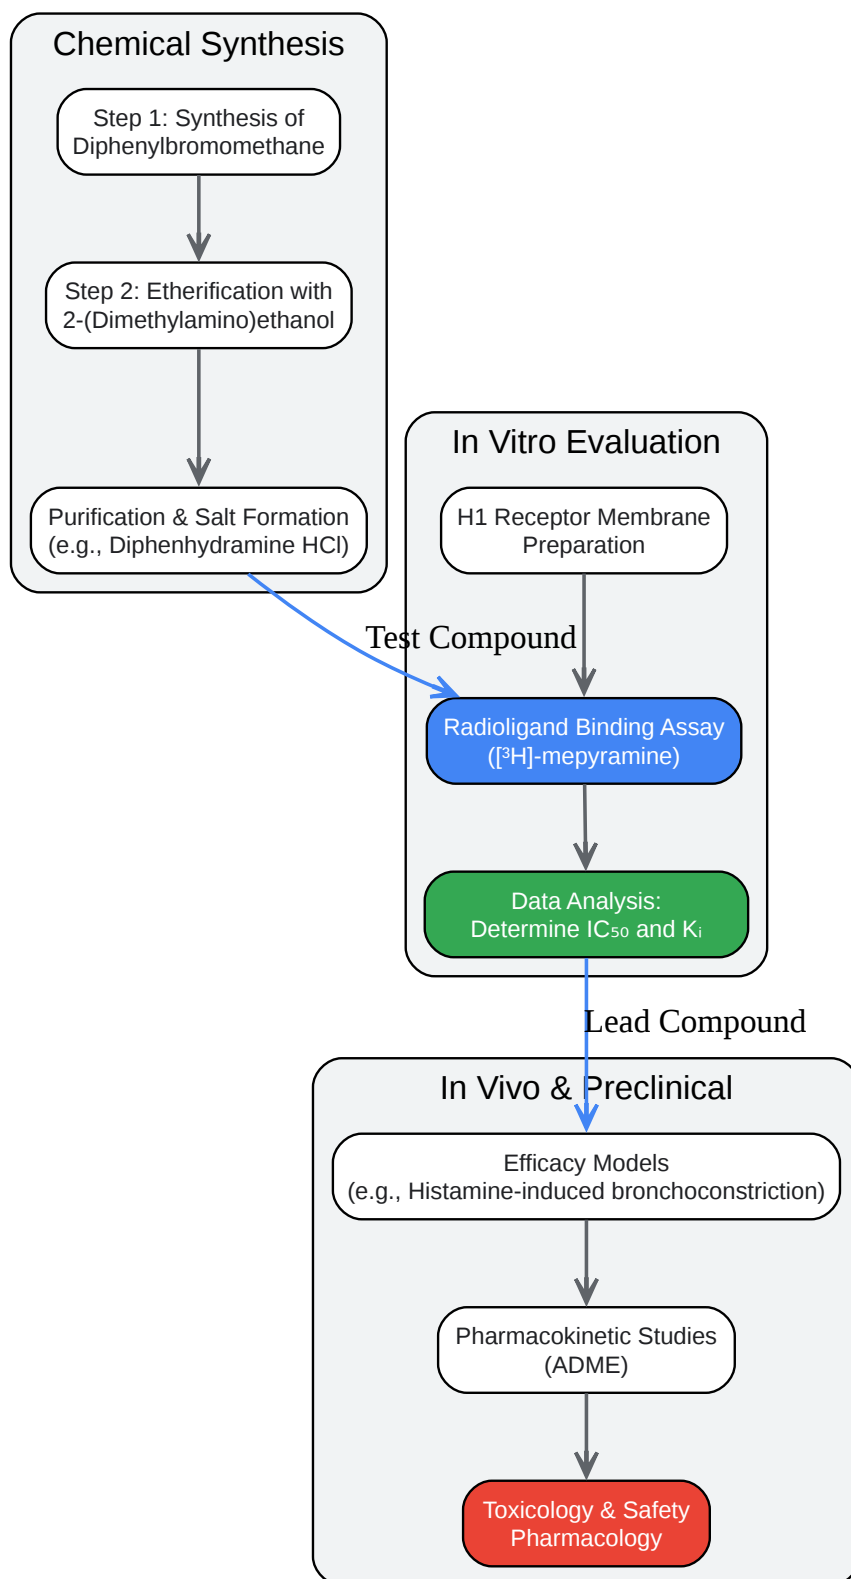 Chemical Synthesis
Step 1: Synthesis of
Diphenylbromomethane
Step 2: Etherification with
2-(Dimethylamino)ethanol
Purification & Salt Formation
(e.g., Diphenhydramine HCl)
In Vitro Evaluation
H1 Receptor Membrane
Preparation
Test Compound
Radioligand Binding Assay
([³H]-mepyramine)
Data Analysis:
Determine IC₅₀ and Kᵢ
Lead Compound
In Vivo & Preclinical
Efficacy Models
(e.g., Histamine-induced bronchoconstriction)
Pharmacokinetic Studies
(ADME)
Toxicology & Safety
Pharmacology